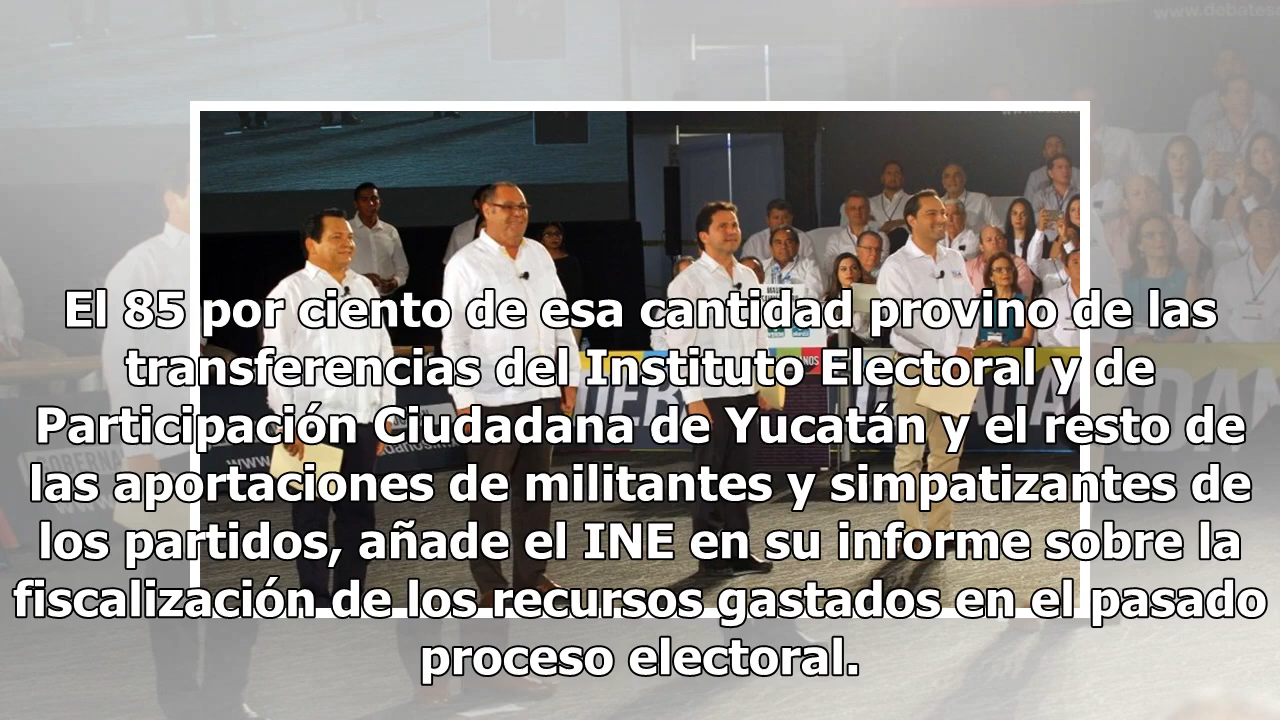 www.debates
El 85 por ciento de esa cantidad provino de las
transferencias del Instituto Electoral y de
Participación Ciudadana de Yucatán y el resto de
las aportaciones de militantes y simpatizantes de
los partidos, añade el INE en su informe sobre la
fiscalización de los recursos gastados en el pasado
proceso electoral.